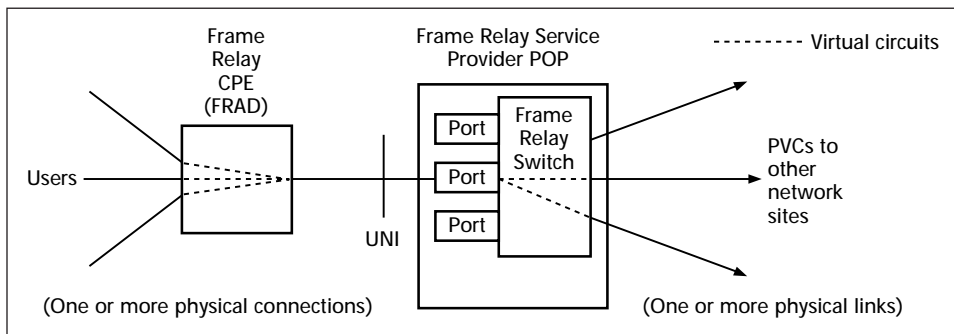 Frame
Relay
CPE
(FRAD)
Frame Relay Service
Provider POP
Virtual circuits
Users
Port
Port
Port
Frame
Relay
Switch
UNI
PVCs to
other
network
sites
(One or more physical connections)
(One or more physical links)